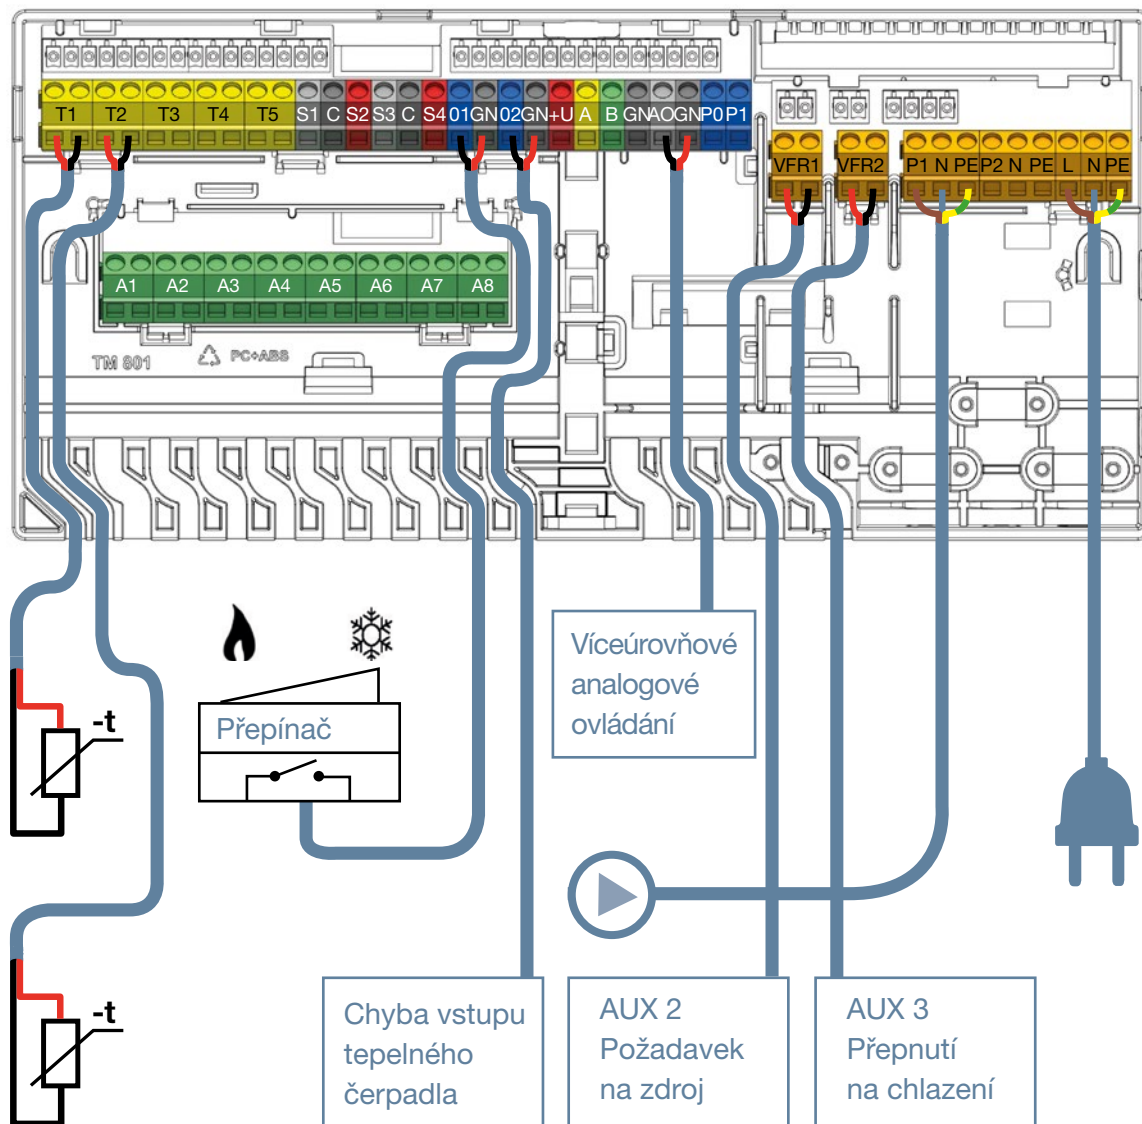 T1 T2 T3 T4 T5 S1 C S2 S3 C S4 01 GN 02 GN +U A B GN AO GN P0 P1
VFR1 VFR2 P1 N PE P2 N PE L N PE
A1 A2 A3 A4 A5 A6 A7 A8
TM 801 PC+ABS
Víceúrovňové
analogové
ovládání
-t
Přepínač
-t
Chyba vstupu
tepelného
čerpadla
AUX 2
Požadavek
na zdroj
AUX 3
Přepnutí
na chlazení